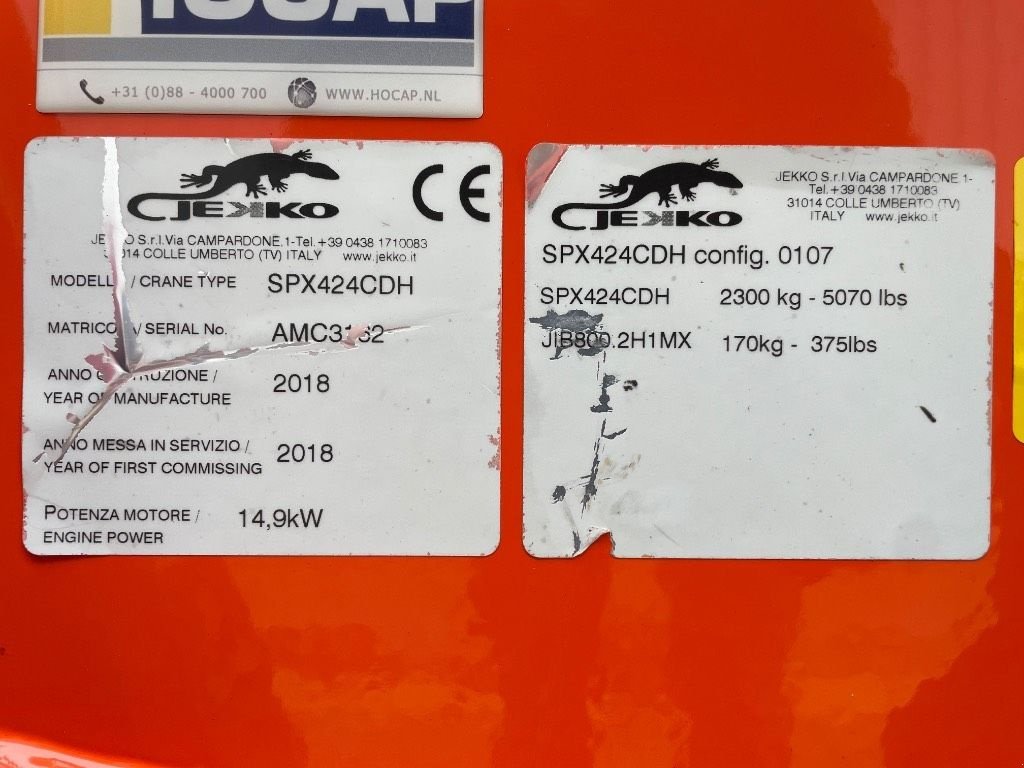 +31 (0)88 - 4000 700 WWW.HOCAP.NL
JEKKO CE
S.r.l.Via CAMPARDONE,1-Tel.+39 0438 1710083
31014 COLLE UMBERTO (TV) ITALY www.jekko.it
/ CRANE TYPE SPX424CDH
/ SERIAL No.
ANNO
2018
YEAR OF MANUFACTURE
ANNO MESSA IN SERVIZIO / 2018
YEAR OF FIRST COMMISSING
POTENZA MOTORE / 14,9kW
ENGINE POWER
JEKKO
JEKKO S.r.l.Via CAMPARDONE 1-
Tel.+39 0438 1710083
31014 COLLE UMBERTO (TV)
ITALY www.jekko.it
SPX424CDH config. 0107
SPX424CDH 2300 kg - 5070 lbs
JIB800.2H1MX 170kg - 375lbs